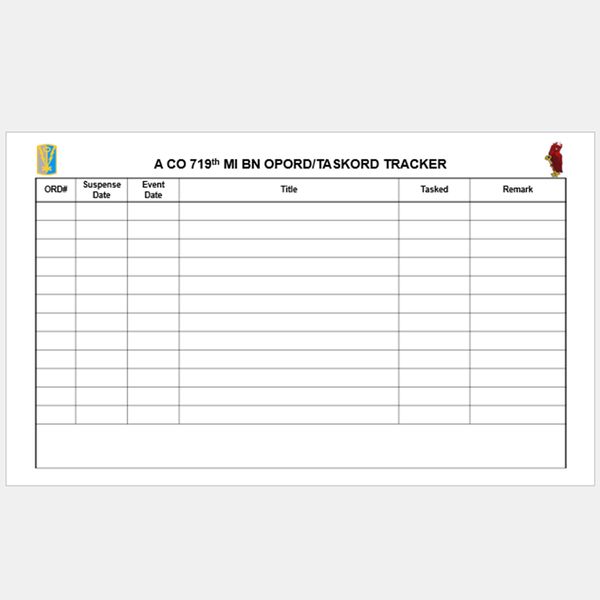 A CO 719th MI BN OPORD/TASKORD TRACKER
ORD# Suspense Date Event Date Title Tasked Remark